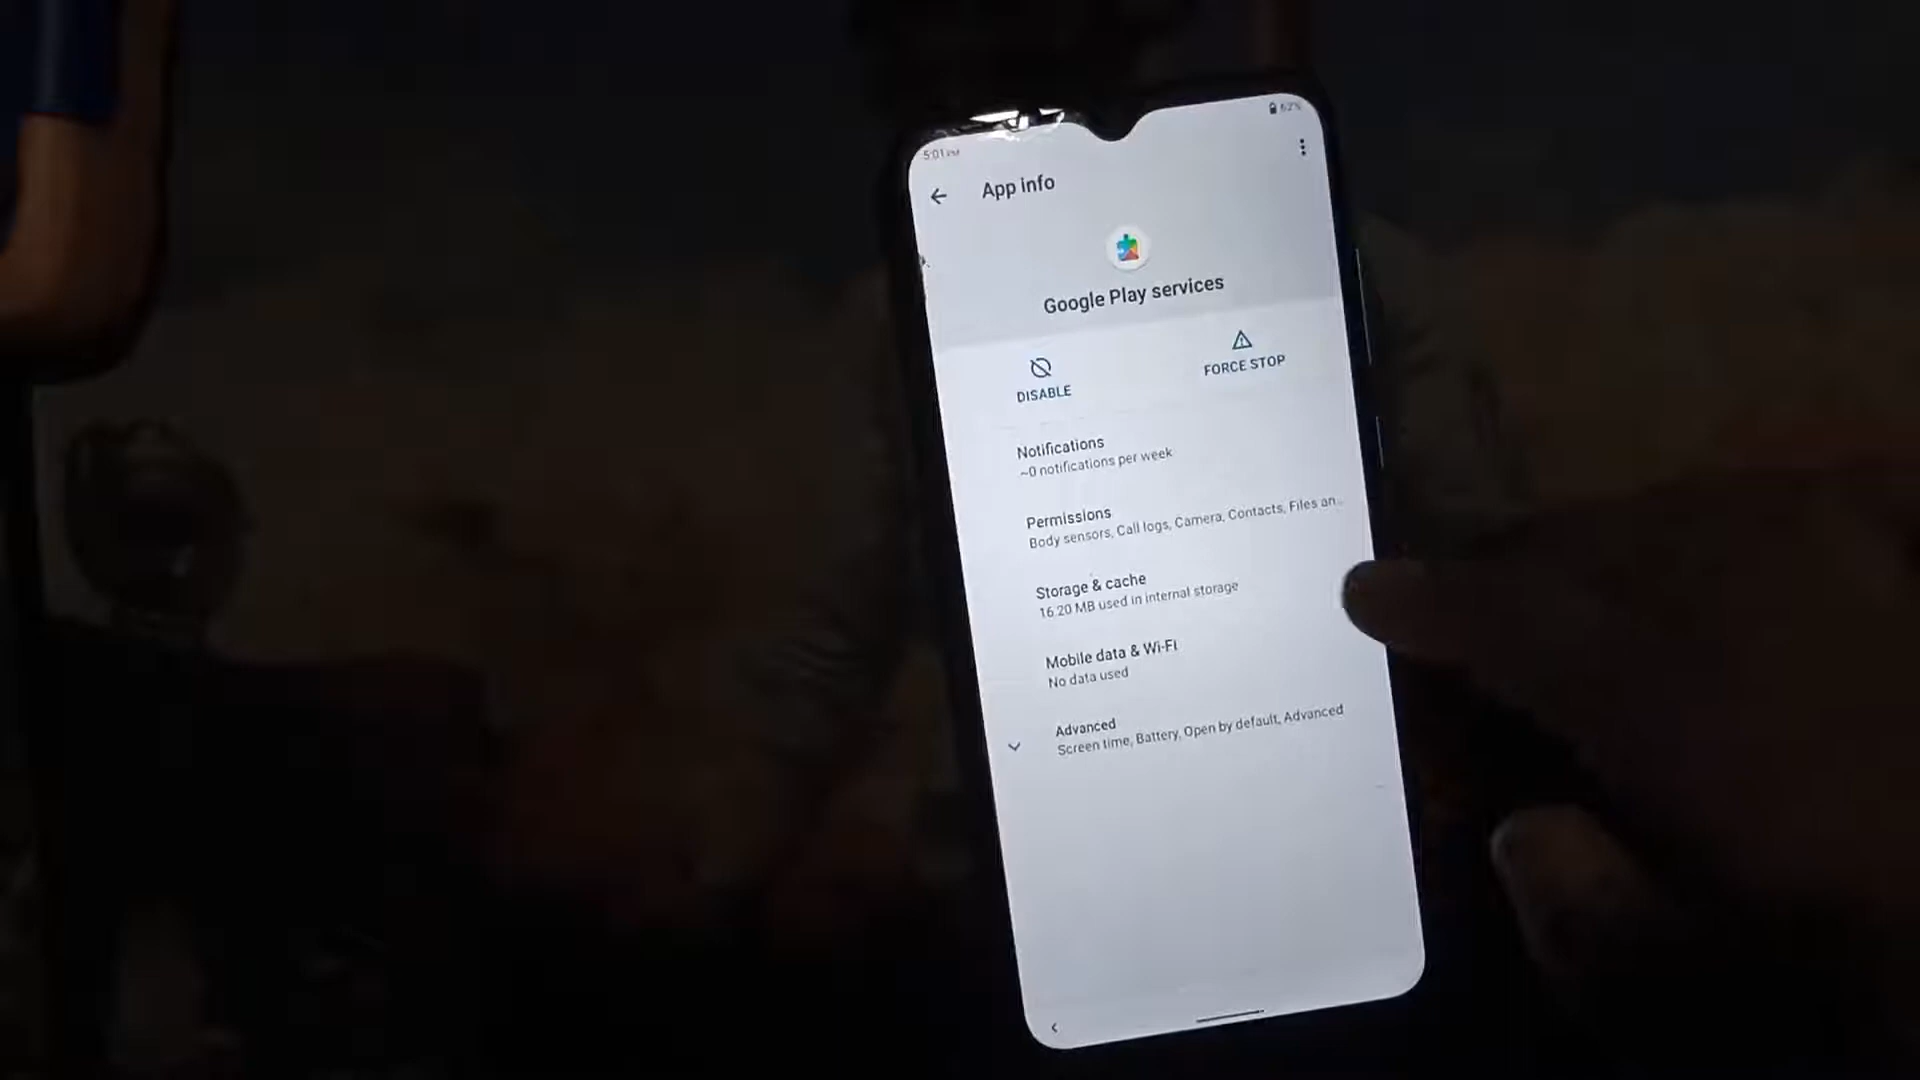 5:01 PM
62%
App info
Google Play services
DISABLE
FORCE STOP
Notifications
~0 notifications per week
Permissions
Body sensors, Call logs, Camera, Contacts, Files an...
Storage & cache
16.20 MB used in internal storage
Mobile data & Wi-Fi
No data used
Advanced
Screen time, Battery, Open by default, Advanced